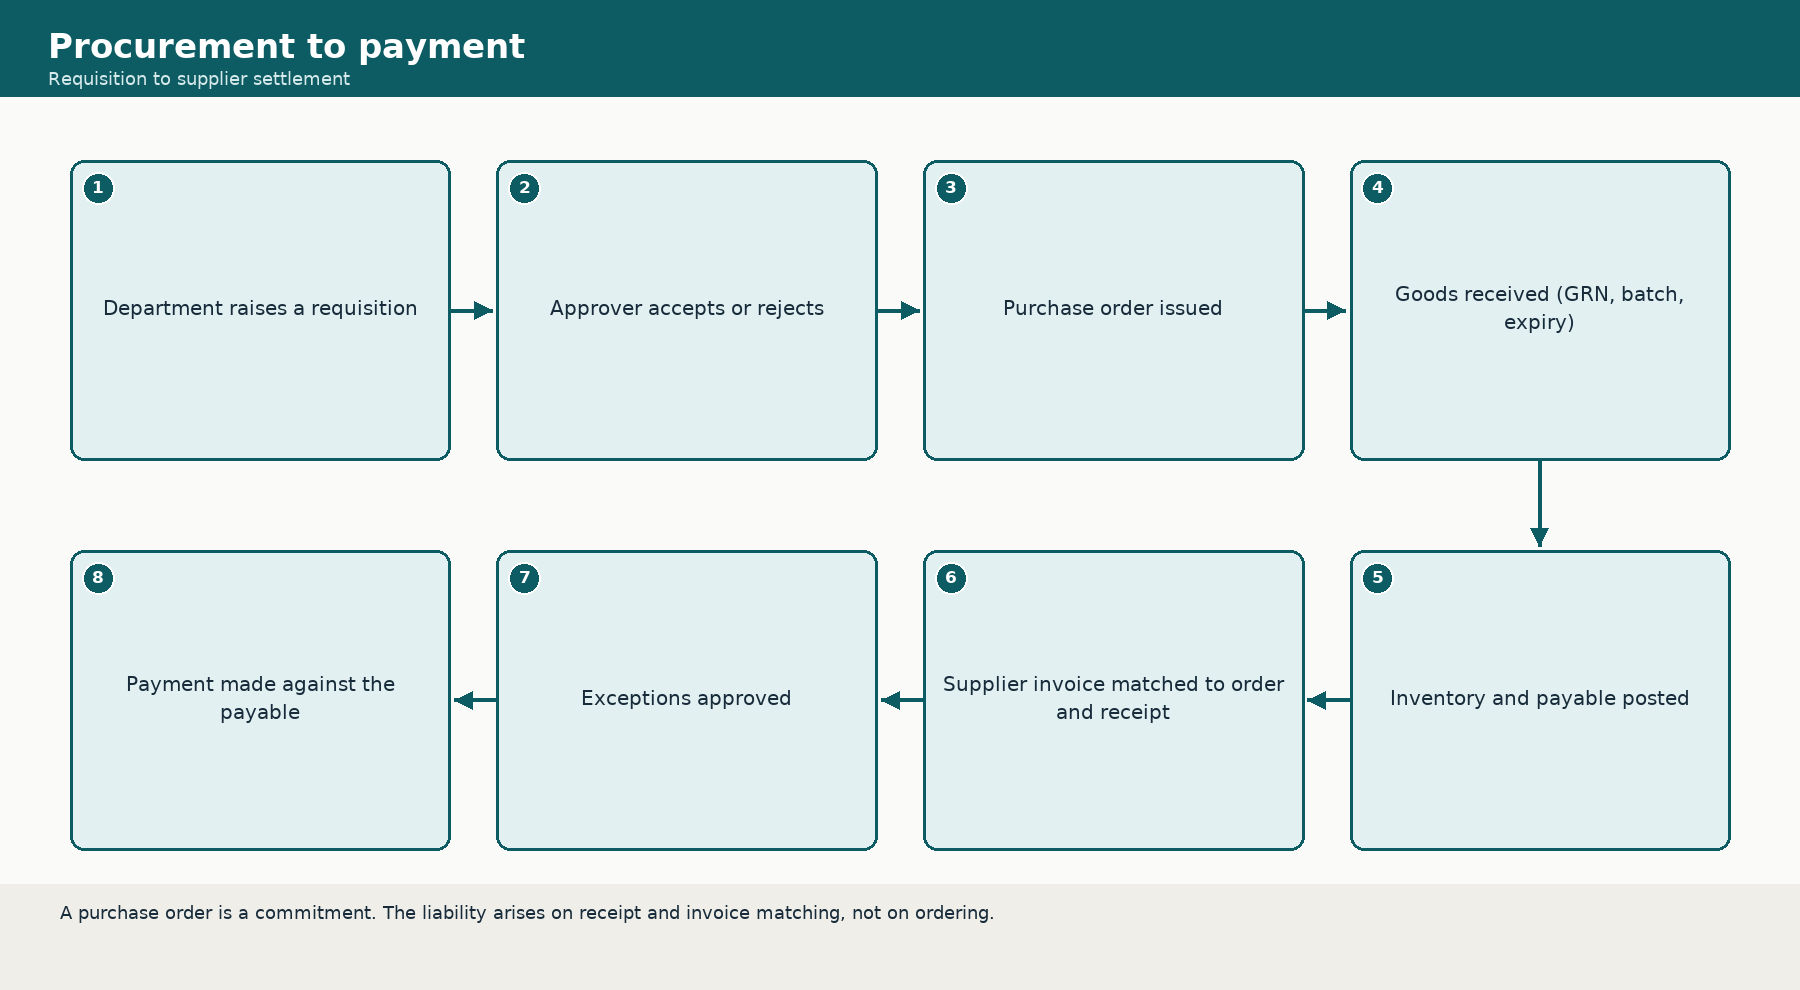 Procurement to payment
Requisition to supplier settlement
1
Department raises a requisition
2
Approver accepts or rejects
3
Purchase order issued
4
Goods received (GRN, batch,
expiry)
5
Inventory and payable posted
6
Supplier invoice matched to order
and receipt
7
Exceptions approved
8
Payment made against the
payable
A purchase order is a commitment. The liability arises on receipt and invoice matching, not on ordering.